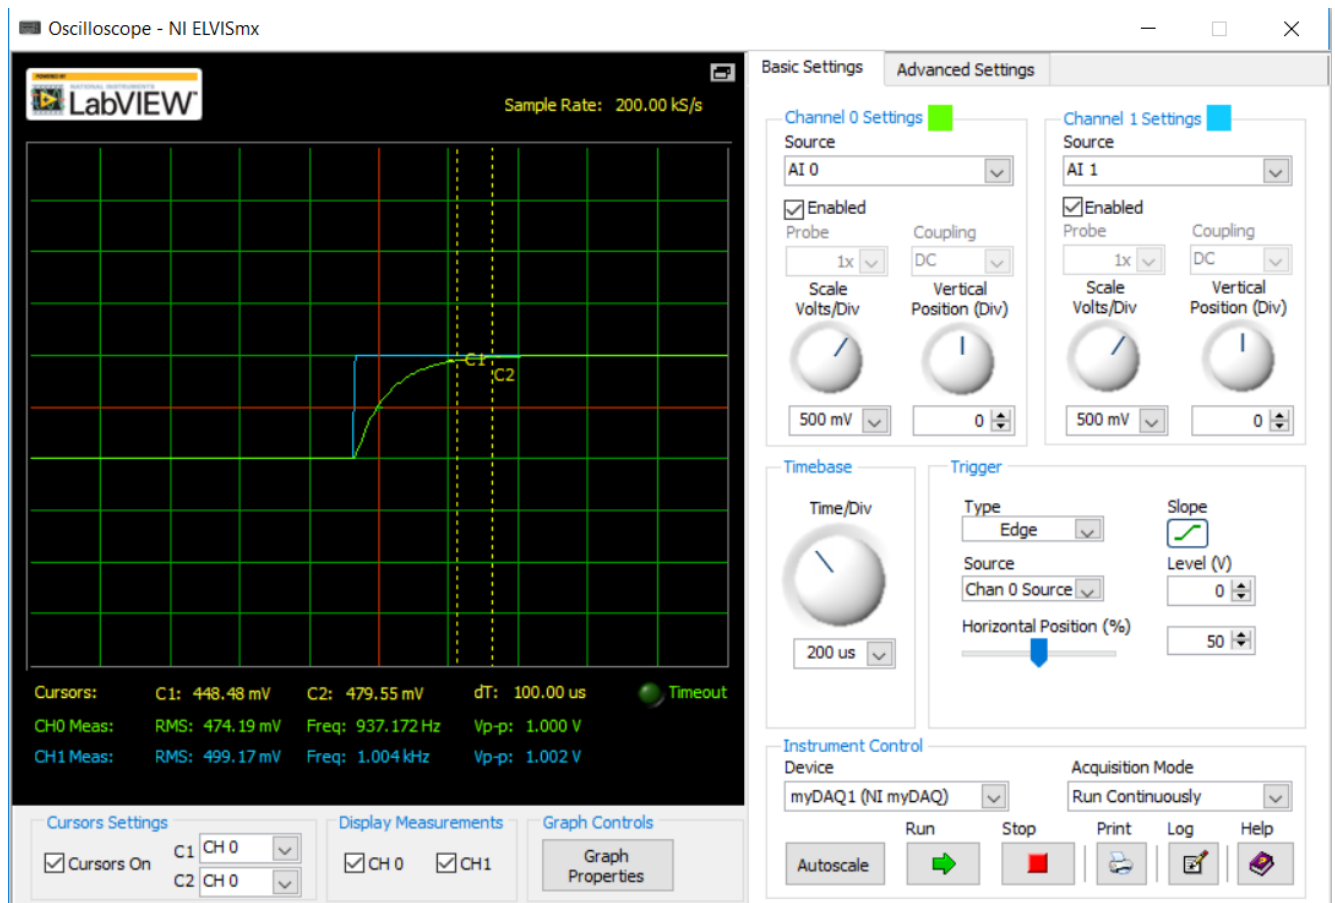 Oscilloscope - NI ELVISmx
POWERED BY
NATIONAL INSTRUMENTS
LabVIEW™
Sample Rate: 200.00 kS/s
C1
C2
Cursors: C1: 448.48 mV C2: 479.55 mV dT: 100.00 us Timeout
CH0 Meas: RMS: 474.19 mV Freq: 937.172 Hz Vp-p: 1.000 V
CH1 Meas: RMS: 499.17 mV Freq: 1.004 kHz Vp-p: 1.002 V
Cursors Settings
Cursors On
C1 CH 0
C2 CH 0
Display Measurements
CH 0 CH1
Graph Controls
Graph
Properties
Basic Settings Advanced Settings
Channel 0 Settings
Source
AI 0
Enabled
Probe Coupling
1x DC
Scale Vertical
Volts/Div Position (Div)
500 mV 0
Channel 1 Settings
Source
AI 1
Enabled
Probe Coupling
1x DC
Scale Vertical
Volts/Div Position (Div)
500 mV 0
Timebase
Time/Div
200 us
Trigger
Type Slope
Edge
Source Level (V)
Chan 0 Source 0
Horizontal Position (%)
50
Instrument Control
Device Acquisition Mode
myDAQ1 (NI myDAQ) Run Continuously
Run Stop Print Log Help
Autoscale